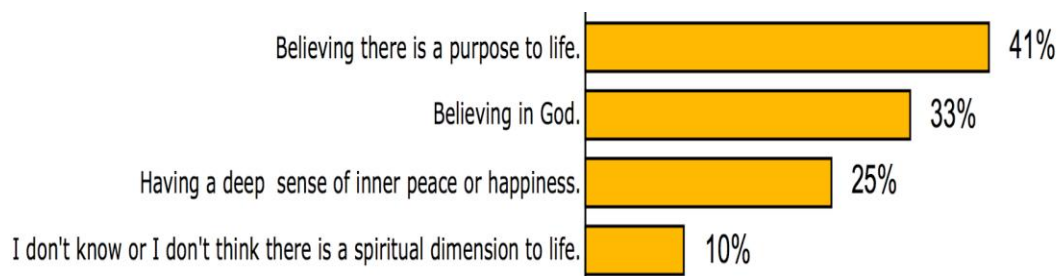 Believing there is a purpose to life. 41%
Believing in God. 33%
Having a deep sense of inner peace or happiness. 25%
I don't know or I don't think there is a spiritual dimension to life. 10%